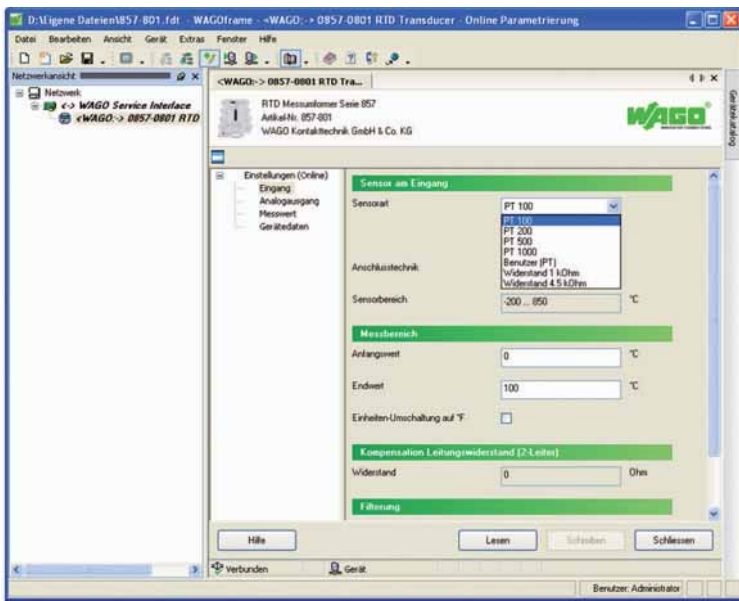 D:\Eigene Dateien\857-801.fdt - WAGOframe - <WAGO:-> 0857-0801 RTD Transducer - Online Parametrierung
Datei Bearbeiten Ansicht Gerät Extras Fenster Hilfe
Netzwerkansicht
Netzwerk
<-> WAGO Service Interface
<WAGO:-> 0857-0801 RTD
<WAGO:-> 0857-0801 RTD Tra...
RTD Messumformer Serie 857
Artikel-Nr. 857-801
WAGO Kontakttechnik GmbH & Co. KG
WAGO
INNOVATIVE CONNECTIONS
Gerätekatalog
Einstellungen (Online)
Eingang
Analogausgang
Messwert
Gerätedaten
Sensor am Eingang
Sensorart
PT 100
PT 100
PT 200
PT 500
PT 1000
Benutzer (PT)
Widerstand 1 kOhm
Widerstand 4.5 kOhm
Anschlusstechnik
Sensorbereich
-200 ... 850 °C
Messbereich
Anfangswert 0 °C
Endwert 100 °C
Einheiten-Umschaltung auf °F
Kompensation Leitungswiderstand (2-Leiter)
Widerstand 0 Ohm
Filterung
Hilfe Lesen Schreiben Schliessen
Verbunden Gerät
Benutzer: Administrator